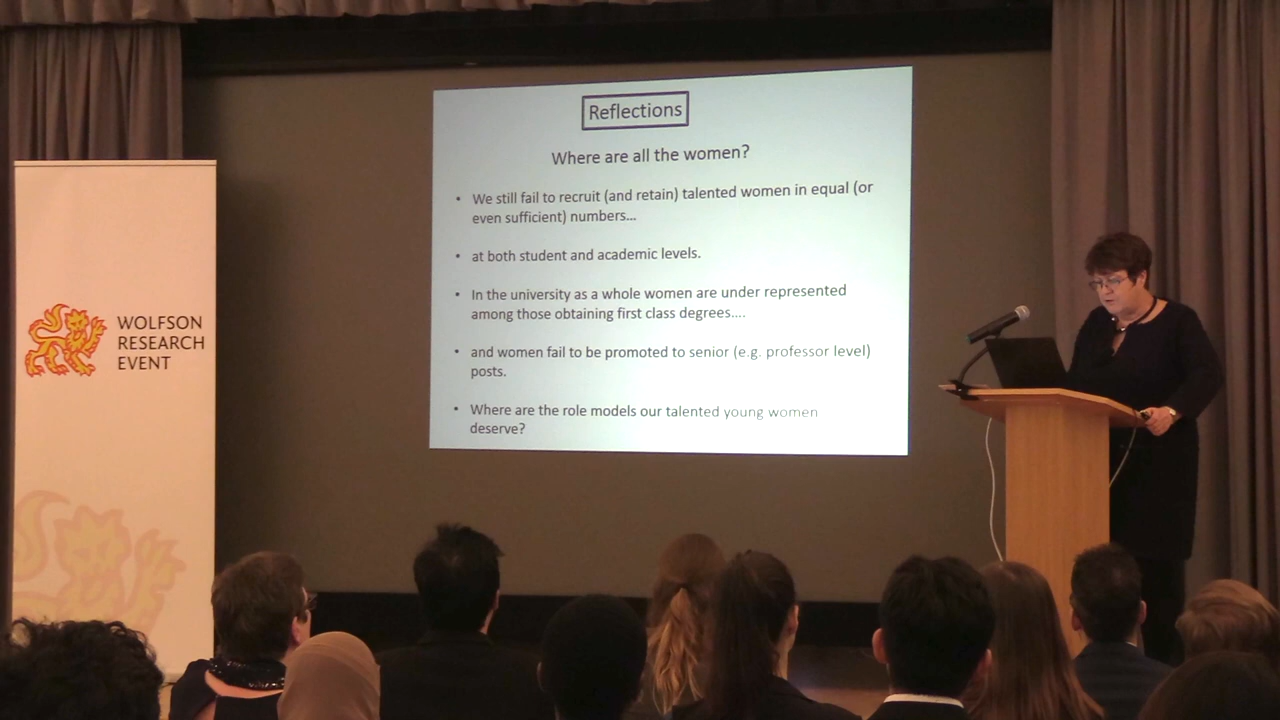 WOLFSON
RESEARCH
EVENT
Reflections
Where are all the women?
• We still fail to recruit (and retain) talented women in equal (or
even sufficient) numbers...
• at both student and academic levels.
• In the university as a whole women are under represented
among those obtaining first class degrees....
• and women fail to be promoted to senior (e.g. professor level)
posts.
• Where are the role models our talented young women
deserve?